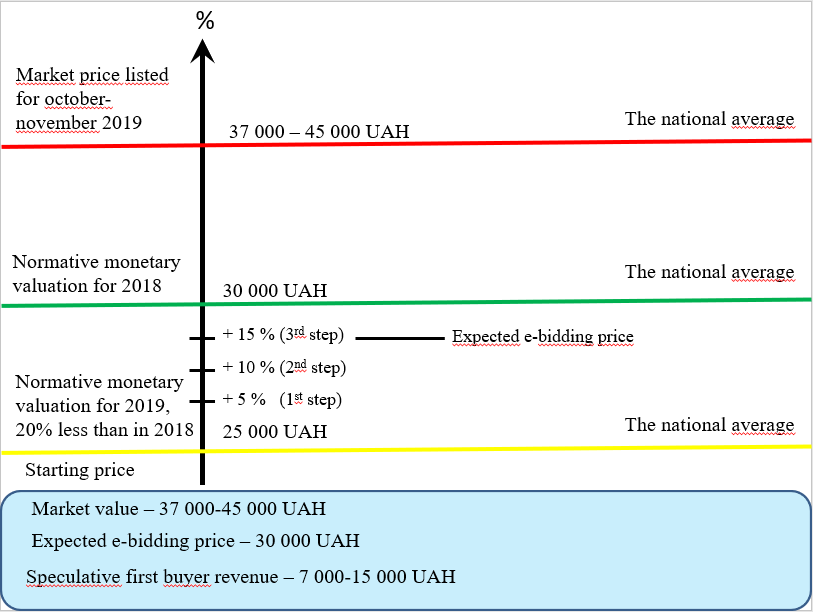 %
Market price listed
for october-
november 2019
37 000 – 45 000 UAH
The national average
Normative monetary
valuation for 2018
30 000 UAH
The national average
+ 15 % (3rd step)
Expected e-bidding price
+ 10 % (2nd step)
Normative monetary
valuation for 2019,
20% less than in 2018
+ 5 % (1st step)
25 000 UAH
The national average
Starting price
Market value – 37 000-45 000 UAH
Expected e-bidding price – 30 000 UAH
Speculative first buyer revenue – 7 000-15 000 UAH